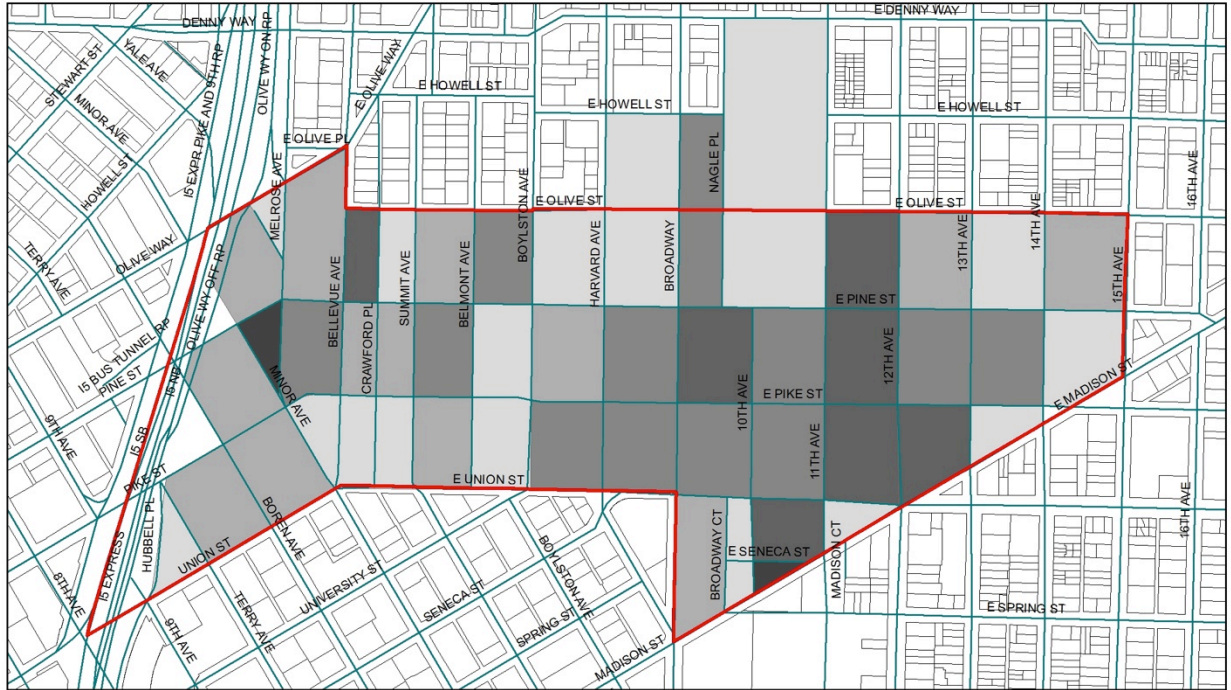 DENNY WAY
E DENNY WAY
YALE AVE
STEWART ST
MINOR AVE
HOWELL ST
I5 EXPR PIKE AND 9TH RP
OLIVE WY ON RP
E OLIVE WAY
E HOWELL ST
E HOWELL ST
E HOWELL ST
E OLIVE PL
MELROSE AVE
NAGLE PL
BOYLSTON AVE
E OLIVE ST
E OLIVE ST
16TH AVE
TERRY AVE
OLIVE WAY
OLIVE WY OFF RP
BELLEVUE AVE
CRAWFORD PL
SUMMIT AVE
BELMONT AVE
HARVARD AVE
BROADWAY
13TH AVE
14TH AVE
15TH AVE
E PINE ST
I5 BUS TUNNEL RP
PINE ST
I5 NB
MINOR AVE
10TH AVE
E PIKE ST
12TH AVE
E MADISON ST
9TH AVE
I5 SB
PIKE ST
E UNION ST
11TH AVE
16TH AVE
HUBBELL PL
BOREN AVE
UNION ST
I5 EXPRESS
8TH AVE
9TH AVE
TERRY AVE
UNIVERSITY ST
SENECA ST
SPRING ST
BOYLSTON AVE
MADISON ST
BROADWAY CT
E SENECA ST
MADISON CT
E SPRING ST